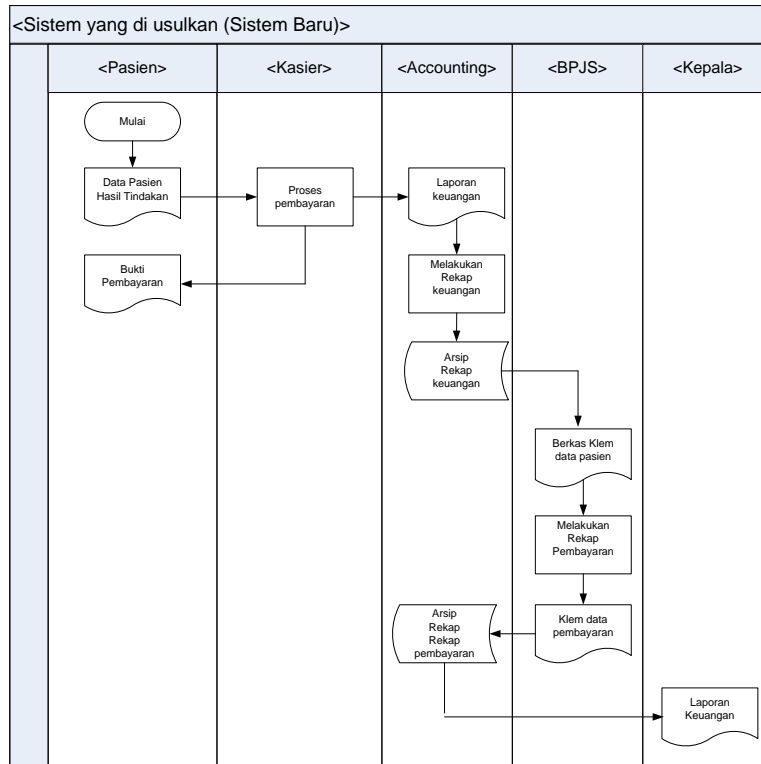 <Sistem yang di usulkan (Sistem Baru)>
<Pasien>
<Kasier>
<Accounting>
<BPJS>
<Kepala>
Mulai
Data Pasien
Hasil Tindakan
Proses
pembayaran
Laporan
keuangan
Bukti
Pembayaran
Melakukan
Rekap
keuangan
Arsip
Rekap
keuangan
Berkas Klem
data pasien
Melakukan
Rekap
Pembayaran
Arsip
Rekap
Rekap
pembayaran
Klem data
pembayaran
Laporan
Keuangan